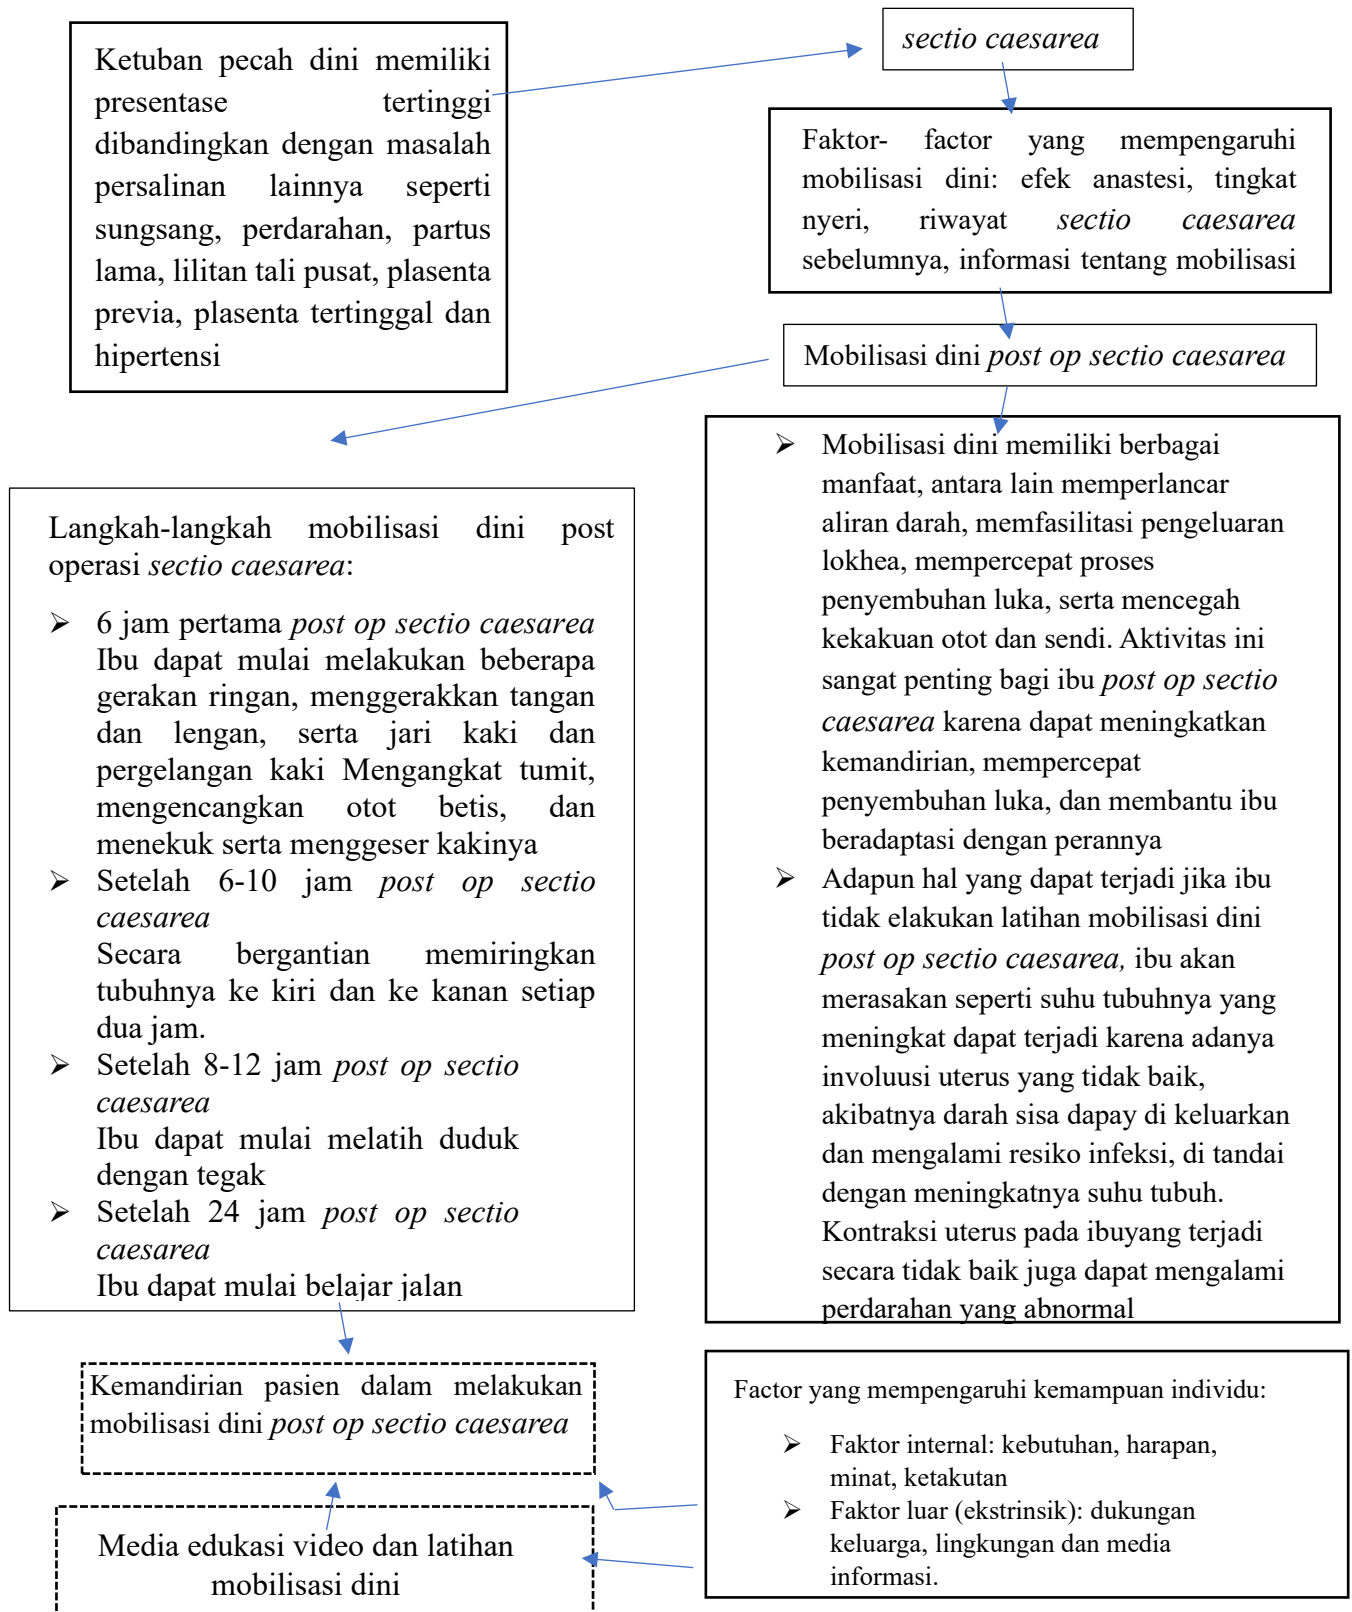 Ketuban pecah dini memiliki
presentase tertinggi
dibandingkan dengan masalah
persalinan lainnya seperti
sungsang, perdarahan, partus
lama, lilitan tali pusat, plasenta
previa, plasenta tertinggal dan
hipertensi
sectio caesarea
Faktor- factor yang mempengaruhi
mobilisasi dini: efek anastesi, tingkat
nyeri, riwayat sectio caesarea
sebelumnya, informasi tentang mobilisasi
Mobilisasi dini post op sectio caesarea
➢ Mobilisasi dini memiliki berbagai
manfaat, antara lain memperlancar
aliran darah, memfasilitasi pengeluaran
lokhea, mempercepat proses
penyembuhan luka, serta mencegah
kekakuan otot dan sendi. Aktivitas ini
sangat penting bagi ibu post op sectio
caesarea karena dapat meningkatkan
kemandirian, mempercepat
penyembuhan luka, dan membantu ibu
beradaptasi dengan perannya
➢ Adapun hal yang dapat terjadi jika ibu
tidak elakukan latihan mobilisasi dini
post op sectio caesarea, ibu akan
merasakan seperti suhu tubuhnya yang
meningkat dapat terjadi karena adanya
involuusi uterus yang tidak baik,
akibatnya darah sisa dapay di keluarkan
dan mengalami resiko infeksi, di tandai
dengan meningkatnya suhu tubuh.
Kontraksi uterus pada ibuyang terjadi
secara tidak baik juga dapat mengalami
perdarahan yang abnormal
Langkah-langkah mobilisasi dini post
operasi sectio caesarea:
➢ 6 jam pertama post op sectio caesarea
Ibu dapat mulai melakukan beberapa
gerakan ringan, menggerakkan tangan
dan lengan, serta jari kaki dan
pergelangan kaki Mengangkat tumit,
mengencangkan otot betis, dan
menekuk serta menggeser kakinya
➢ Setelah 6-10 jam post op sectio
caesarea
Secara bergantian memiringkan
tubuhnya ke kiri dan ke kanan setiap
dua jam.
➢ Setelah 8-12 jam post op sectio
caesarea
Ibu dapat mulai melatih duduk
dengan tegak
➢ Setelah 24 jam post op sectio
caesarea
Ibu dapat mulai belajar jalan
Kemandirian pasien dalam melakukan
mobilisasi dini post op sectio caesarea
Factor yang mempengaruhi kemampuan individu:
➢ Faktor internal: kebutuhan, harapan,
minat, ketakutan
➢ Faktor luar (ekstrinsik): dukungan
keluarga, lingkungan dan media
informasi.
Media edukasi video dan latihan
mobilisasi dini